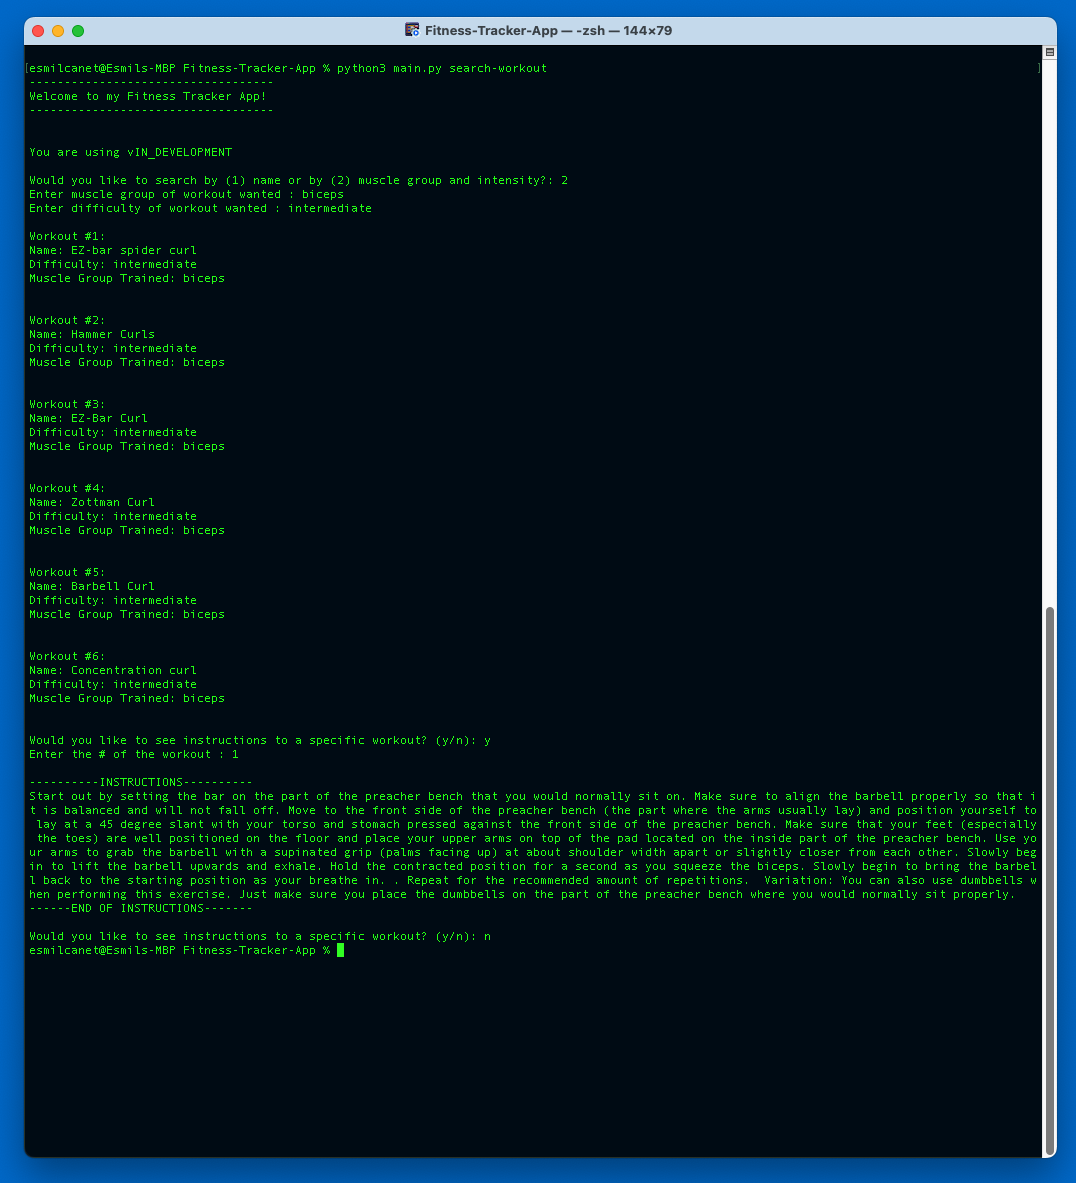 Fitness-Tracker-App — -zsh — 144×79
[esmilcanet@Esmils-MBP Fitness-Tracker-App % python3 main.py search-workout ]
-----------------------------------
Welcome to my Fitness Tracker App!
-----------------------------------
You are using vIN_DEVELOPMENT
Would you like to search by (1) name or by (2) muscle group and intensity?: 2
Enter muscle group of workout wanted : biceps
Enter difficulty of workout wanted : intermediate
Workout #1:
Name: EZ-bar spider curl
Difficulty: intermediate
Muscle Group Trained: biceps
Workout #2:
Name: Hammer Curls
Difficulty: intermediate
Muscle Group Trained: biceps
Workout #3:
Name: EZ-Bar Curl
Difficulty: intermediate
Muscle Group Trained: biceps
Workout #4:
Name: Zottman Curl
Difficulty: intermediate
Muscle Group Trained: biceps
Workout #5:
Name: Barbell Curl
Difficulty: intermediate
Muscle Group Trained: biceps
Workout #6:
Name: Concentration curl
Difficulty: intermediate
Muscle Group Trained: biceps
Would you like to see instructions to a specific workout? (y/n): y
Enter the # of the workout : 1
----------INSTRUCTIONS----------
Start out by setting the bar on the part of the preacher bench that you would normally sit on. Make sure to align the barbell properly so that i
t is balanced and will not fall off. Move to the front side of the preacher bench (the part where the arms usually lay) and position yourself to
 lay at a 45 degree slant with your torso and stomach pressed against the front side of the preacher bench. Make sure that your feet (especially
 the toes) are well positioned on the floor and place your upper arms on top of the pad located on the inside part of the preacher bench. Use yo
ur arms to grab the barbell with a supinated grip (palms facing up) at about shoulder width apart or slightly closer from each other. Slowly beg
in to lift the barbell upwards and exhale. Hold the contracted position for a second as you squeeze the biceps. Slowly begin to bring the barbel
l back to the starting position as your breathe in. . Repeat for the recommended amount of repetitions.  Variation: You can also use dumbbells w
hen performing this exercise. Just make sure you place the dumbbells on the part of the preacher bench where you would normally sit properly.
------END OF INSTRUCTIONS-------
Would you like to see instructions to a specific workout? (y/n): n
esmilcanet@Esmils-MBP Fitness-Tracker-App %